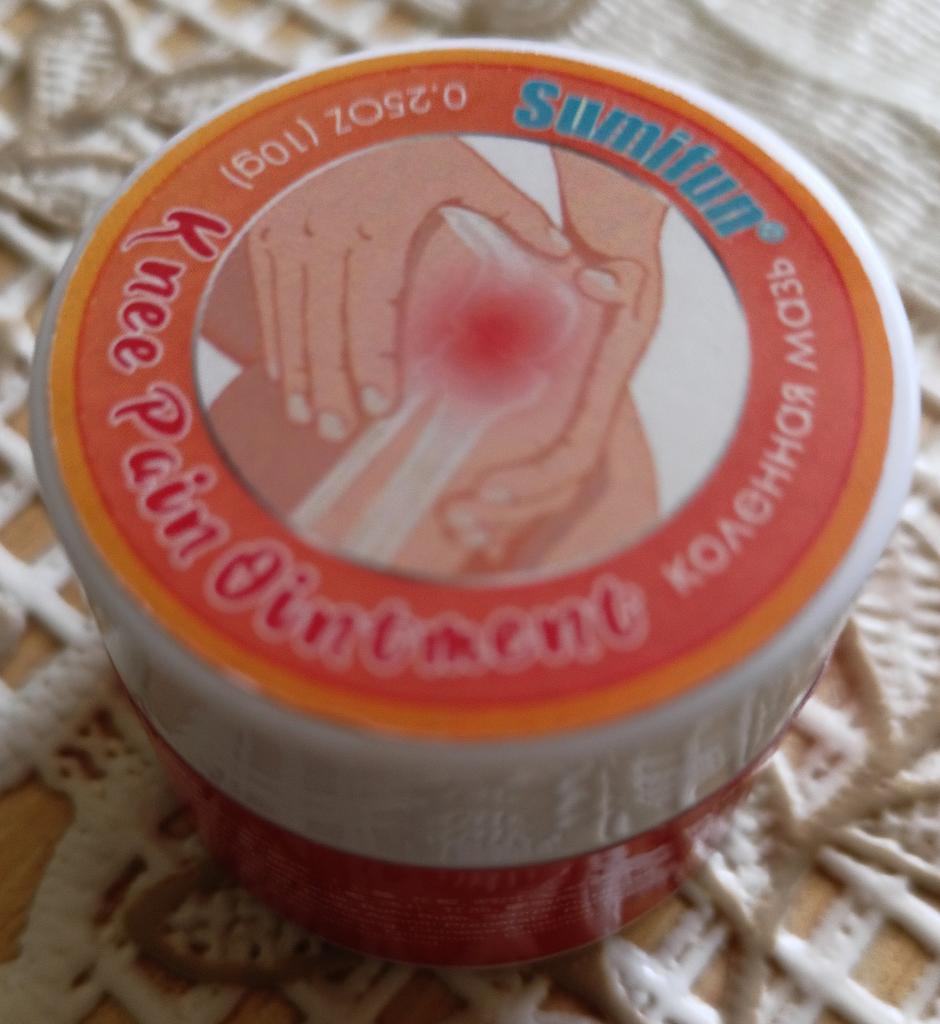 Sumifun®
0.25OZ (10g)
Knee Pain Ointment
коленная мазь